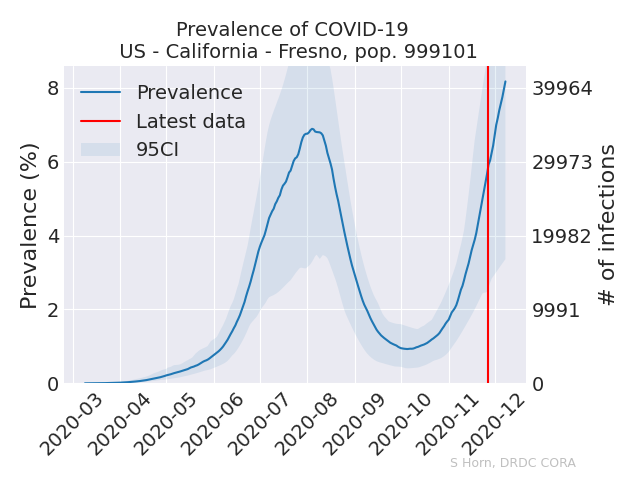 Prevalence of COVID-19
US - California - Fresno, pop. 999101
Prevalence
Latest data
95CI
Prevalence (%)
8
6
4
2
0
39964
29973
19982
9991
0
# of infections
2020-03
2020-04
2020-05
2020-06
2020-07
2020-08
2020-09
2020-10
2020-11
2020-12
S Horn, DRDC CORA